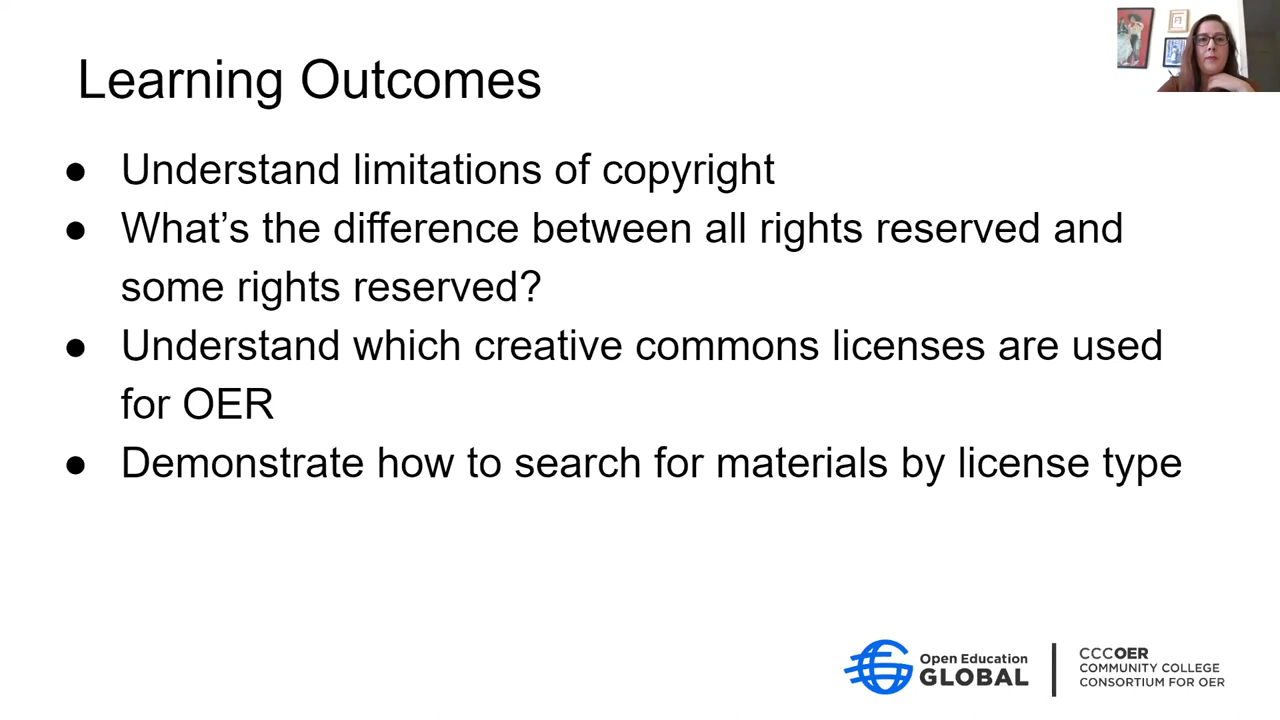 Learning Outcomes
● Understand limitations of copyright
● What’s the difference between all rights reserved and
some rights reserved?
● Understand which creative commons licenses are used
for OER
● Demonstrate how to search for materials by license type
Open Education
GLOBAL
CCCOER
COMMUNITY COLLEGE
CONSORTIUM FOR OER